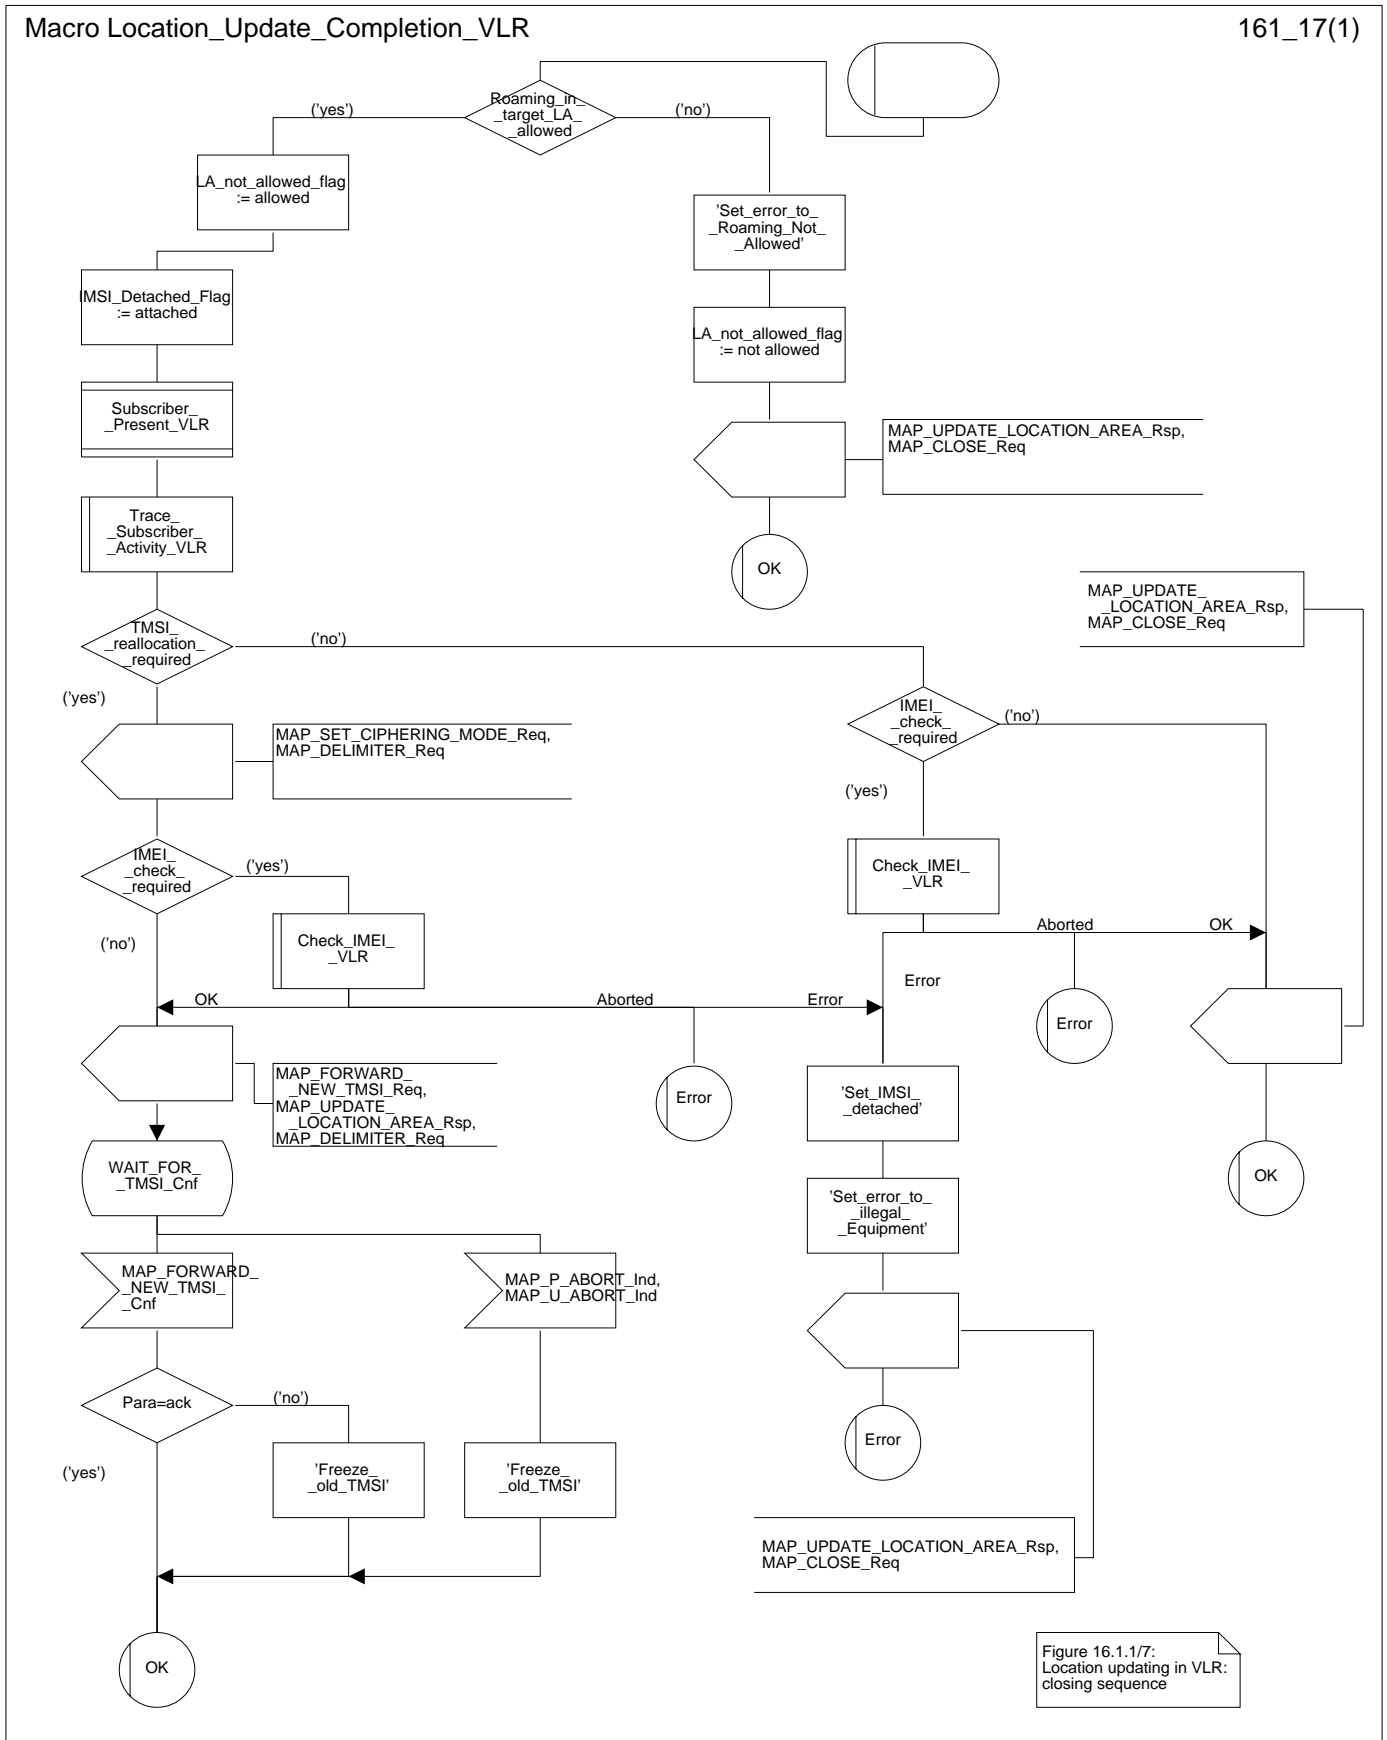 Macro Location_Update_Completion_VLR
161_17(1)
Roaming_in_
_target_LA_
_allowed
('yes')
('no')
LA_not_allowed_flag
:= allowed
'Set_error_to_
_Roaming_Not_
_Allowed'
IMSI_Detached_Flag
:= attached
LA_not_allowed_flag
:= not allowed
Subscriber_
_Present_VLR
MAP_UPDATE_LOCATION_AREA_Rsp,
MAP_CLOSE_Req
Trace_
_Subscriber_
_Activity_VLR
OK
MAP_UPDATE_
_LOCATION_AREA_Rsp,
MAP_CLOSE_Req
TMSI_
_reallocation_
_required
('no')
('yes')
IMEI_
_check_
_required
('no')
MAP_SET_CIPHERING_MODE_Req,
MAP_DELIMITER_Req
('yes')
IMEI_
_check_
_required
('yes')
Check_IMEI_
_VLR
('no')
Check_IMEI_
_VLR
Aborted
OK
Error
OK
Aborted
Error
Error
MAP_FORWARD_
_NEW_TMSI_Req,
MAP_UPDATE_
_LOCATION_AREA_Rsp,
MAP_DELIMITER_Req
Error
'Set_IMSI_
_detached'
WAIT_FOR_
_TMSI_Cnf
OK
'Set_error_to_
_illegal_
_Equipment'
MAP_FORWARD_
_NEW_TMSI_
_Cnf
MAP_P_ABORT_Ind,
MAP_U_ABORT_Ind
Para=ack
('no')
('yes')
Error
'Freeze_
_old_TMSI'
'Freeze_
_old_TMSI'
MAP_UPDATE_LOCATION_AREA_Rsp,
MAP_CLOSE_Req
OK
Figure 16.1.1/7:
Location updating in VLR:
closing sequence